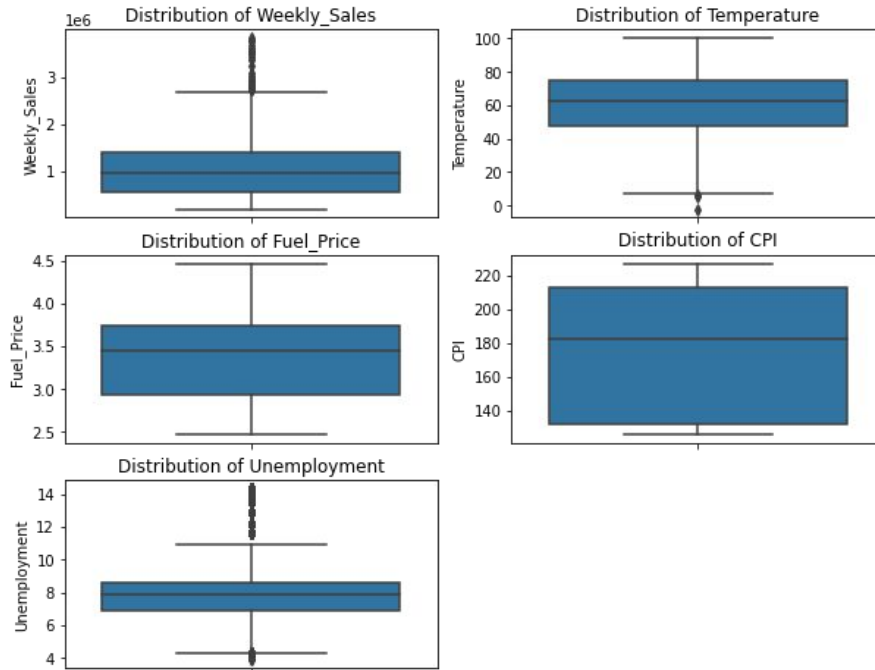 Distribution of Weekly_Sales
1e6
Weekly_Sales
3
2
1
Distribution of Temperature
Temperature
100
80
60
40
20
0
Distribution of Fuel_Price
Fuel_Price
4.5
4.0
3.5
3.0
2.5
Distribution of CPI
CPI
220
200
180
160
140
Distribution of Unemployment
Unemployment
14
12
10
8
6
4